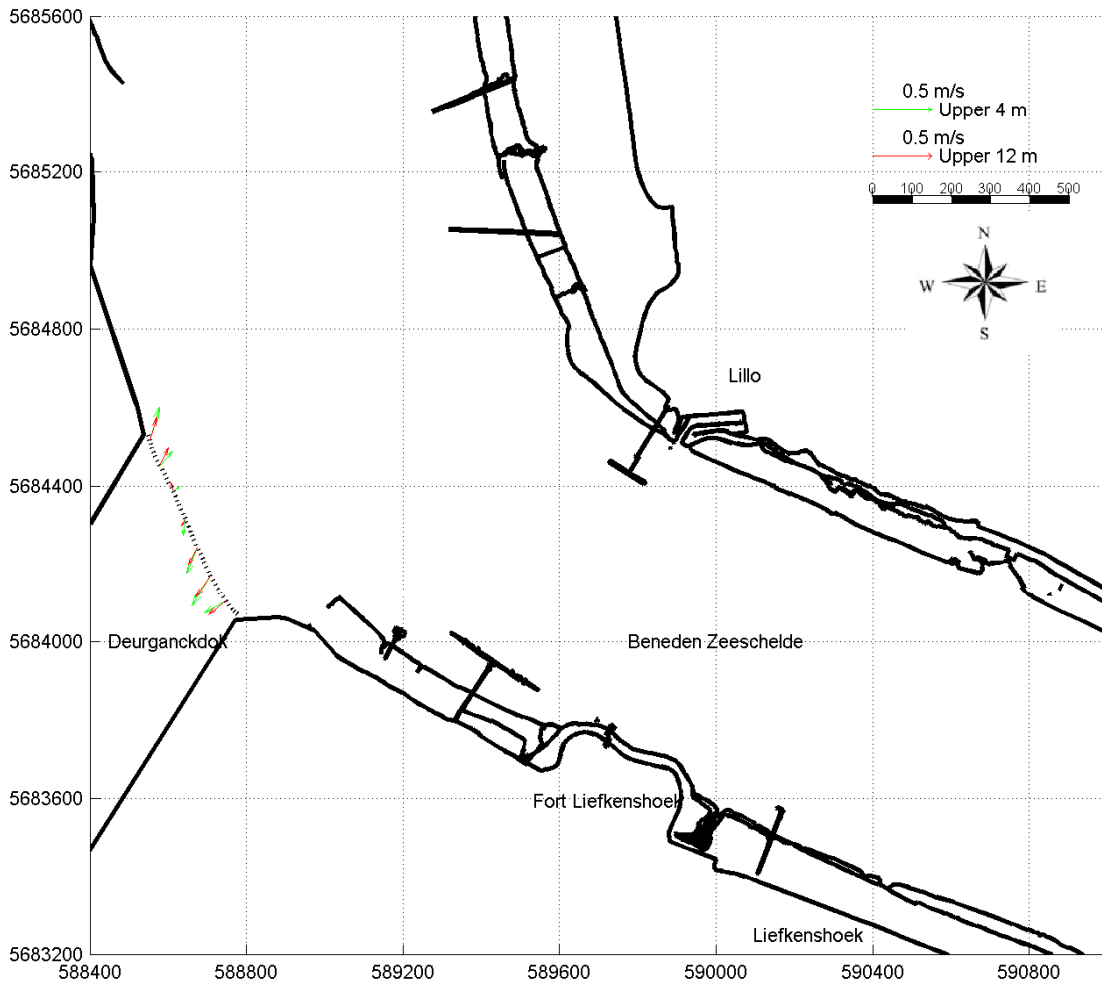 5685600
0.5 m/s
Upper 4 m
0.5 m/s
Upper 12 m
5685200
0 100 200 300 400 500
N
W E
S
5684800
Lillo
5684400
5684000
Deurganckdok
Beneden Zeeschelde
5683600
Fort Liefkenshoek
Liefkenshoek
5683200
588400 588800 589200 589600 590000 590400 590800